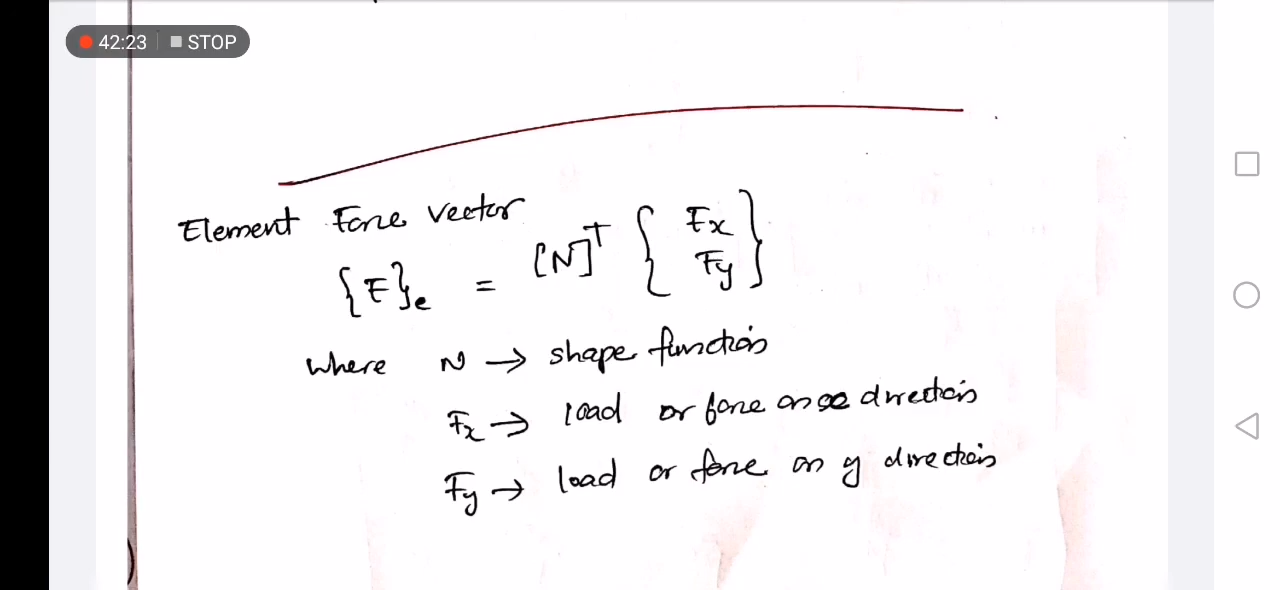 42:23 STOP
Element Force vector
{F}e = [N]^T { Fx Fy }
where N → shape function
Fx → load or force on x direction
Fy → load or force on y direction